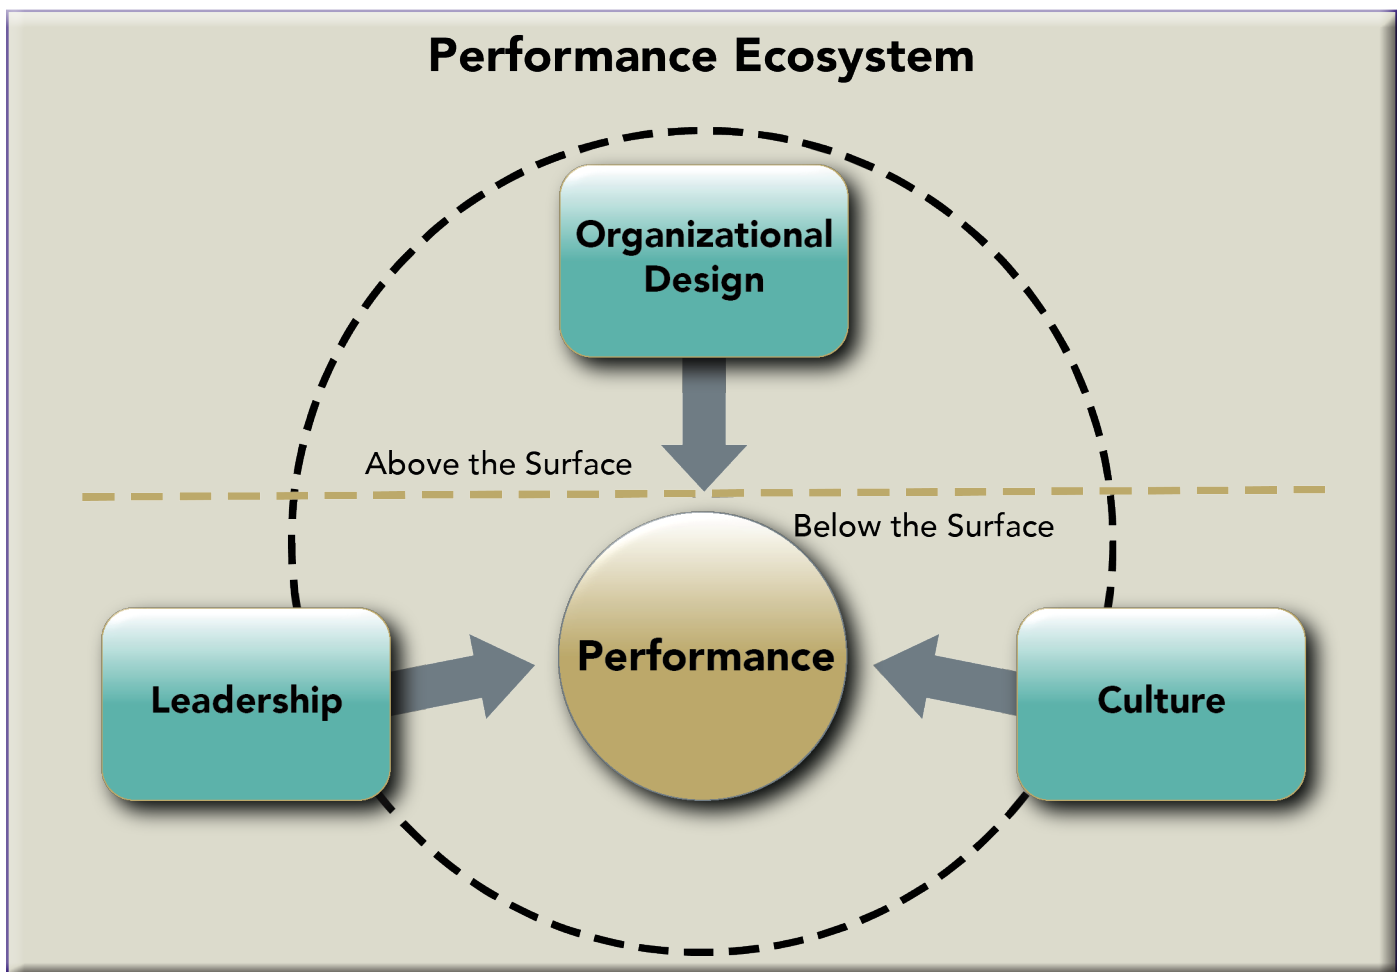 Performance Ecosystem
Organizational
Design
Above the Surface
Below the Surface
Performance
Leadership
Culture